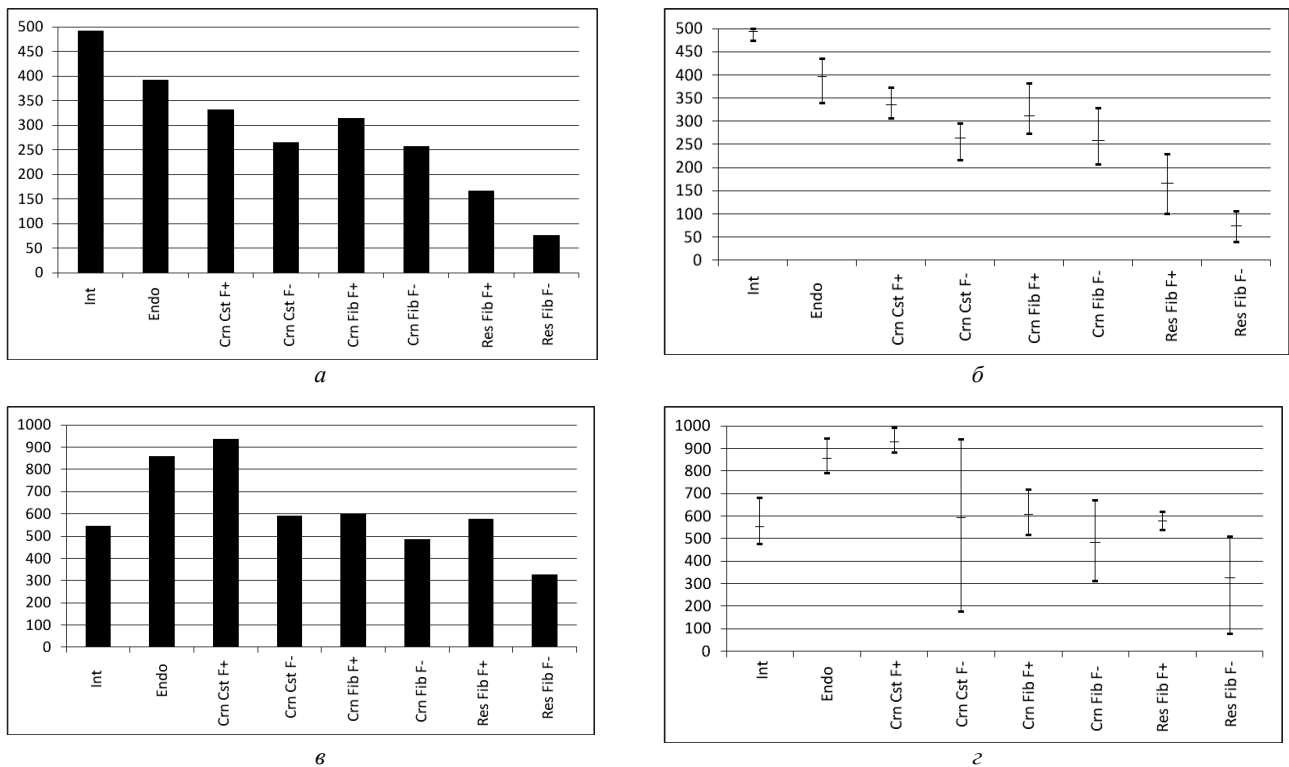 500
450
400
350
300
250
200
150
100
50
0
Int
Endo
Crn Cst F+
Crn Cst F-
Crn Fib F+
Crn Fib F-
Res Fib F+
Res Fib F-
а
500
450
400
350
300
250
200
150
100
50
0
Int
Endo
Crn Cst F+
Crn Cst F-
Crn Fib F+
Crn Fib F-
Res Fib F+
Res Fib F-
б
1000
900
800
700
600
500
400
300
200
100
0
Int
Endo
Crn Cst F+
Crn Cst F-
Crn Fib F+
Crn Fib F-
Res Fib F+
Res Fib F-
в
1000
900
800
700
600
500
400
300
200
100
0
Int
Endo
Crn Cst F+
Crn Cst F-
Crn Fib F+
Crn Fib F-
Res Fib F+
Res Fib F-
г